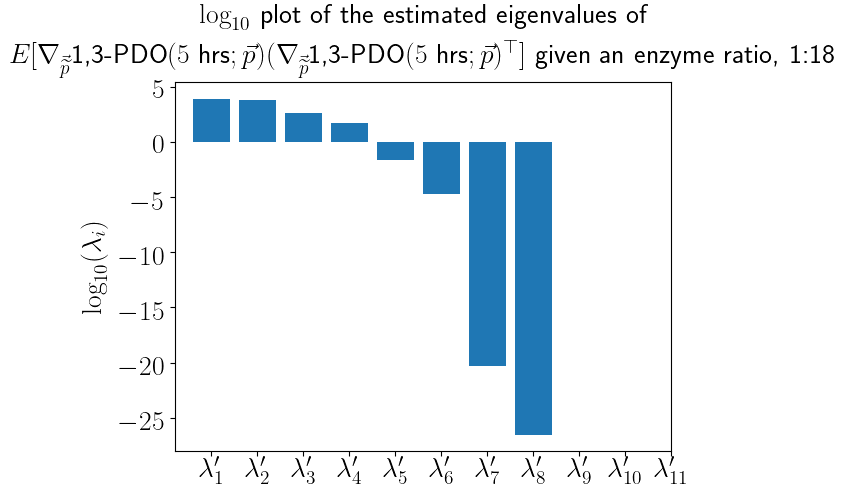 log₁₀ plot of the estimated eigenvalues of
E[∇_p̃⃗ 1,3-PDO(5 hrs; p⃗)(∇_p̃⃗ 1,3-PDO(5 hrs; p⃗)^⊤] given an enzyme ratio, 1:18
5
0
−5
−10
−15
−20
−25
log₁₀(λᵢ)
λ′₁ λ′₂ λ′₃ λ′₄ λ′₅ λ′₆ λ′₇ λ′₈ λ′₉ λ′₁₀ λ′₁₁